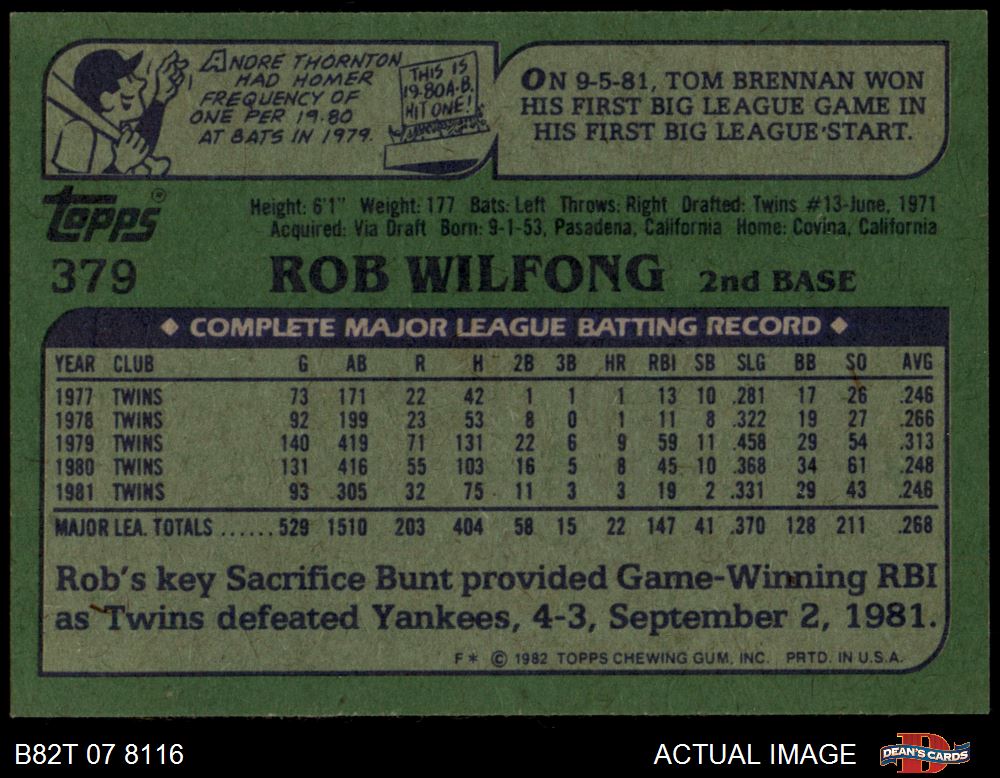 ANDRE THORNTON
HAD HOMER
FREQUENCY OF
ONE PER 19.80
AT BATS IN 1979.
THIS IS
19.80 A.B.
HIT ONE!
ON 9-5-81, TOM BRENNAN WON
HIS FIRST BIG LEAGUE GAME IN
HIS FIRST BIG LEAGUE START.
TOPPS®
Height: 6'1" Weight: 177 Bats: Left Throws: Right Drafted: Twins #13-June, 1971
Acquired: Via Draft Born: 9-1-53, Pasadena, California Home: Covina, California
379 ROB WILFONG 2nd BASE
◆ COMPLETE MAJOR LEAGUE BATTING RECORD ◆
YEAR CLUB G AB R H 2B 3B HR RBI SB SLG BB SO AVG
1977 TWINS 73 171 22 42 1 1 1 13 10 .281 17 26 .246
1978 TWINS 92 199 23 53 8 0 1 11 8 .322 19 27 .266
1979 TWINS 140 419 71 131 22 6 9 59 11 .458 29 54 .313
1980 TWINS 131 416 55 103 16 5 8 45 10 .368 34 61 .248
1981 TWINS 93 305 32 75 11 3 3 19 2 .331 29 43 .246
MAJOR LEA. TOTALS ...... 529 1510 203 404 58 15 22 147 41 .370 128 211 .268
Rob's key Sacrifice Bunt provided Game-Winning RBI
as Twins defeated Yankees, 4-3, September 2, 1981.
F* © 1982 TOPPS CHEWING GUM, INC. PRTD. IN U.S.A.
B82T 07 8116 ACTUAL IMAGE D DEAN'S CARDS